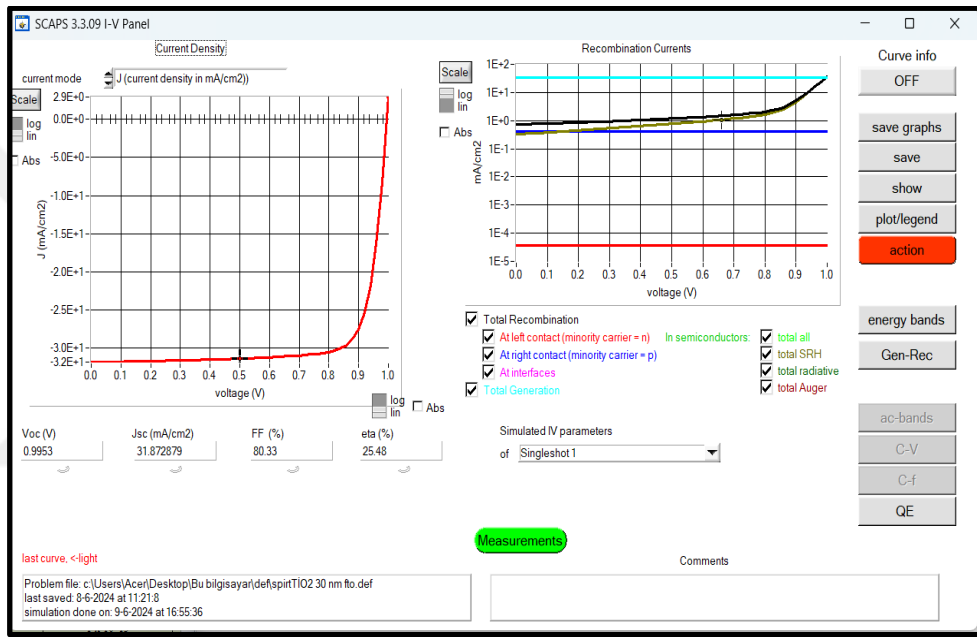 SCAPS 3.3.09 I-V Panel
Current Density
current mode
J (current density in mA/cm2))
Scale
log
lin
Abs
2.9E+0
0.0E+0
-5.0E+0
-1.0E+1
-1.5E+1
-2.0E+1
-2.5E+1
-3.0E+1
-3.2E+1
J (mA/cm2)
0.0 0.1 0.2 0.3 0.4 0.5 0.6 0.7 0.8 0.9 1.0
voltage (V)
log
lin
Abs
Recombination Currents
Scale
log
lin
Abs
1E+2
1E+1
1E+0
1E-1
1E-2
1E-3
1E-4
1E-5
mA/cm2
0.0 0.1 0.2 0.3 0.4 0.5 0.6 0.7 0.8 0.9 1.0
voltage (V)
Total Recombination
At left contact (minority carrier = n)
At right contact (minority carrier = p)
At interfaces
Total Generation
In semiconductors:
total all
total SRH
total radiative
total Auger
Voc (V) Jsc (mA/cm2) FF (%) eta (%)
0.9953 31.872879 80.33 25.48
Simulated IV parameters
of Singleshot 1
Measurements
last curve, <-light
Problem file: c:\Users\Acer\Desktop\Bu bilgisayar\def\spirtTİO2 30 nm fto.def
last saved: 8-6-2024 at 11:21:8
simulation done on: 9-6-2024 at 16:55:36
Comments
Curve info
OFF
save graphs
save
show
plot/legend
action
energy bands
Gen-Rec
ac-bands
C-V
C-f
QE